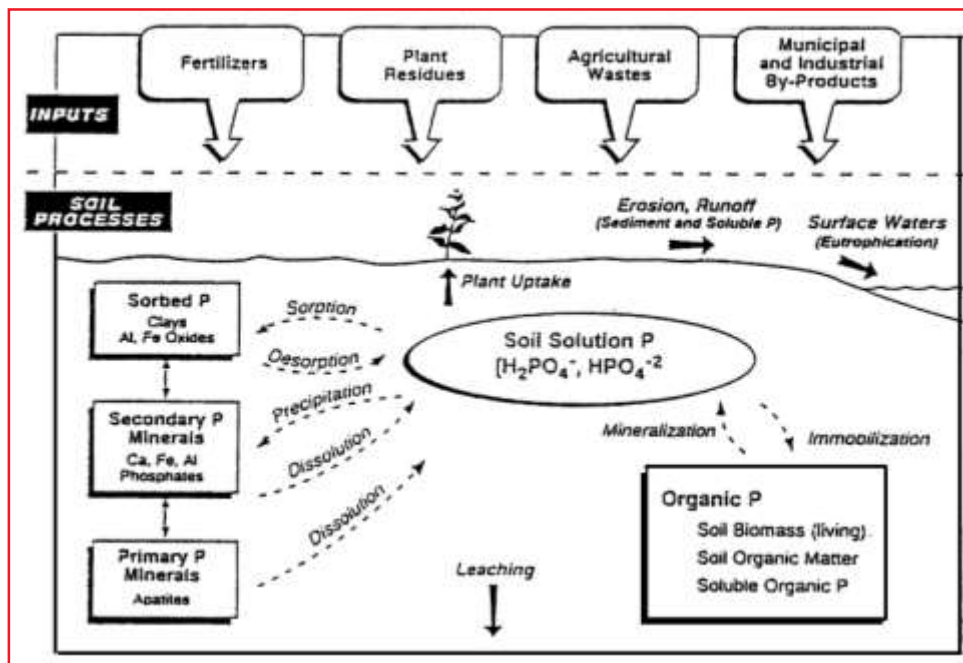 Fertilizers
Plant
Residues
Agricultural
Wastes
Municipal
and Industrial
By-Products
INPUTS
SOIL
PROCESSES
Erosion, Runoff
(Sediment and Soluble P)
Surface Waters
(Eutrophication)
Plant Uptake
Sorbed P
Clays
Al, Fe Oxides
Sorption
Desorption
Soil Solution P
[H₂PO₄⁻, HPO₄⁻²
Precipitation
Secondary P
Minerals
Ca, Fe, Al
Phosphates
Dissolution
Mineralization
Immobilization
Dissolution
Organic P
Soil Biomass (living)
Soil Organic Matter
Soluble Organic P
Primary P
Minerals
Apatites
Leaching